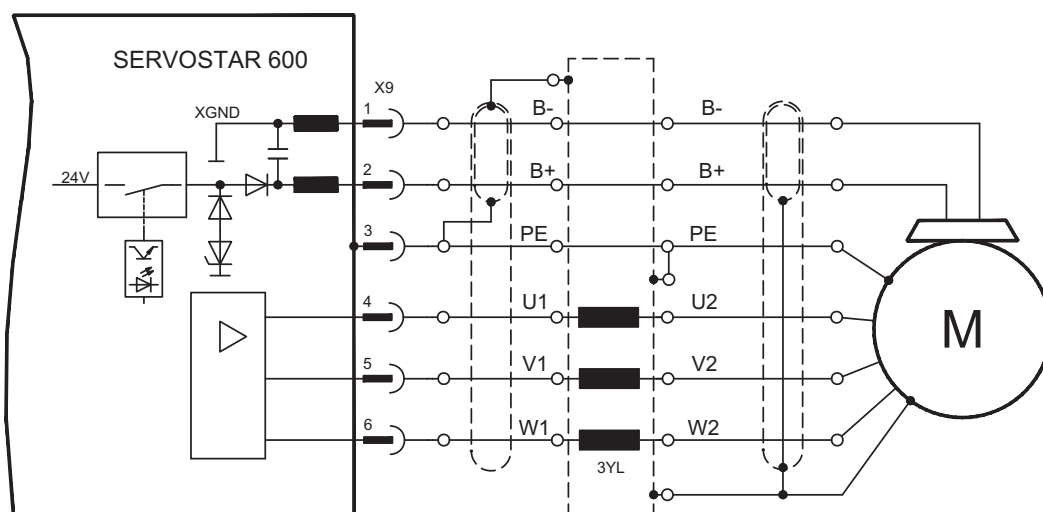 SERVOSTAR 600
X9
XGND
1
B-
B-
24V
2
B+
B+
3
PE
PE
4
U1
U2
M
5
V1
V2
6
W1
W2
3YL